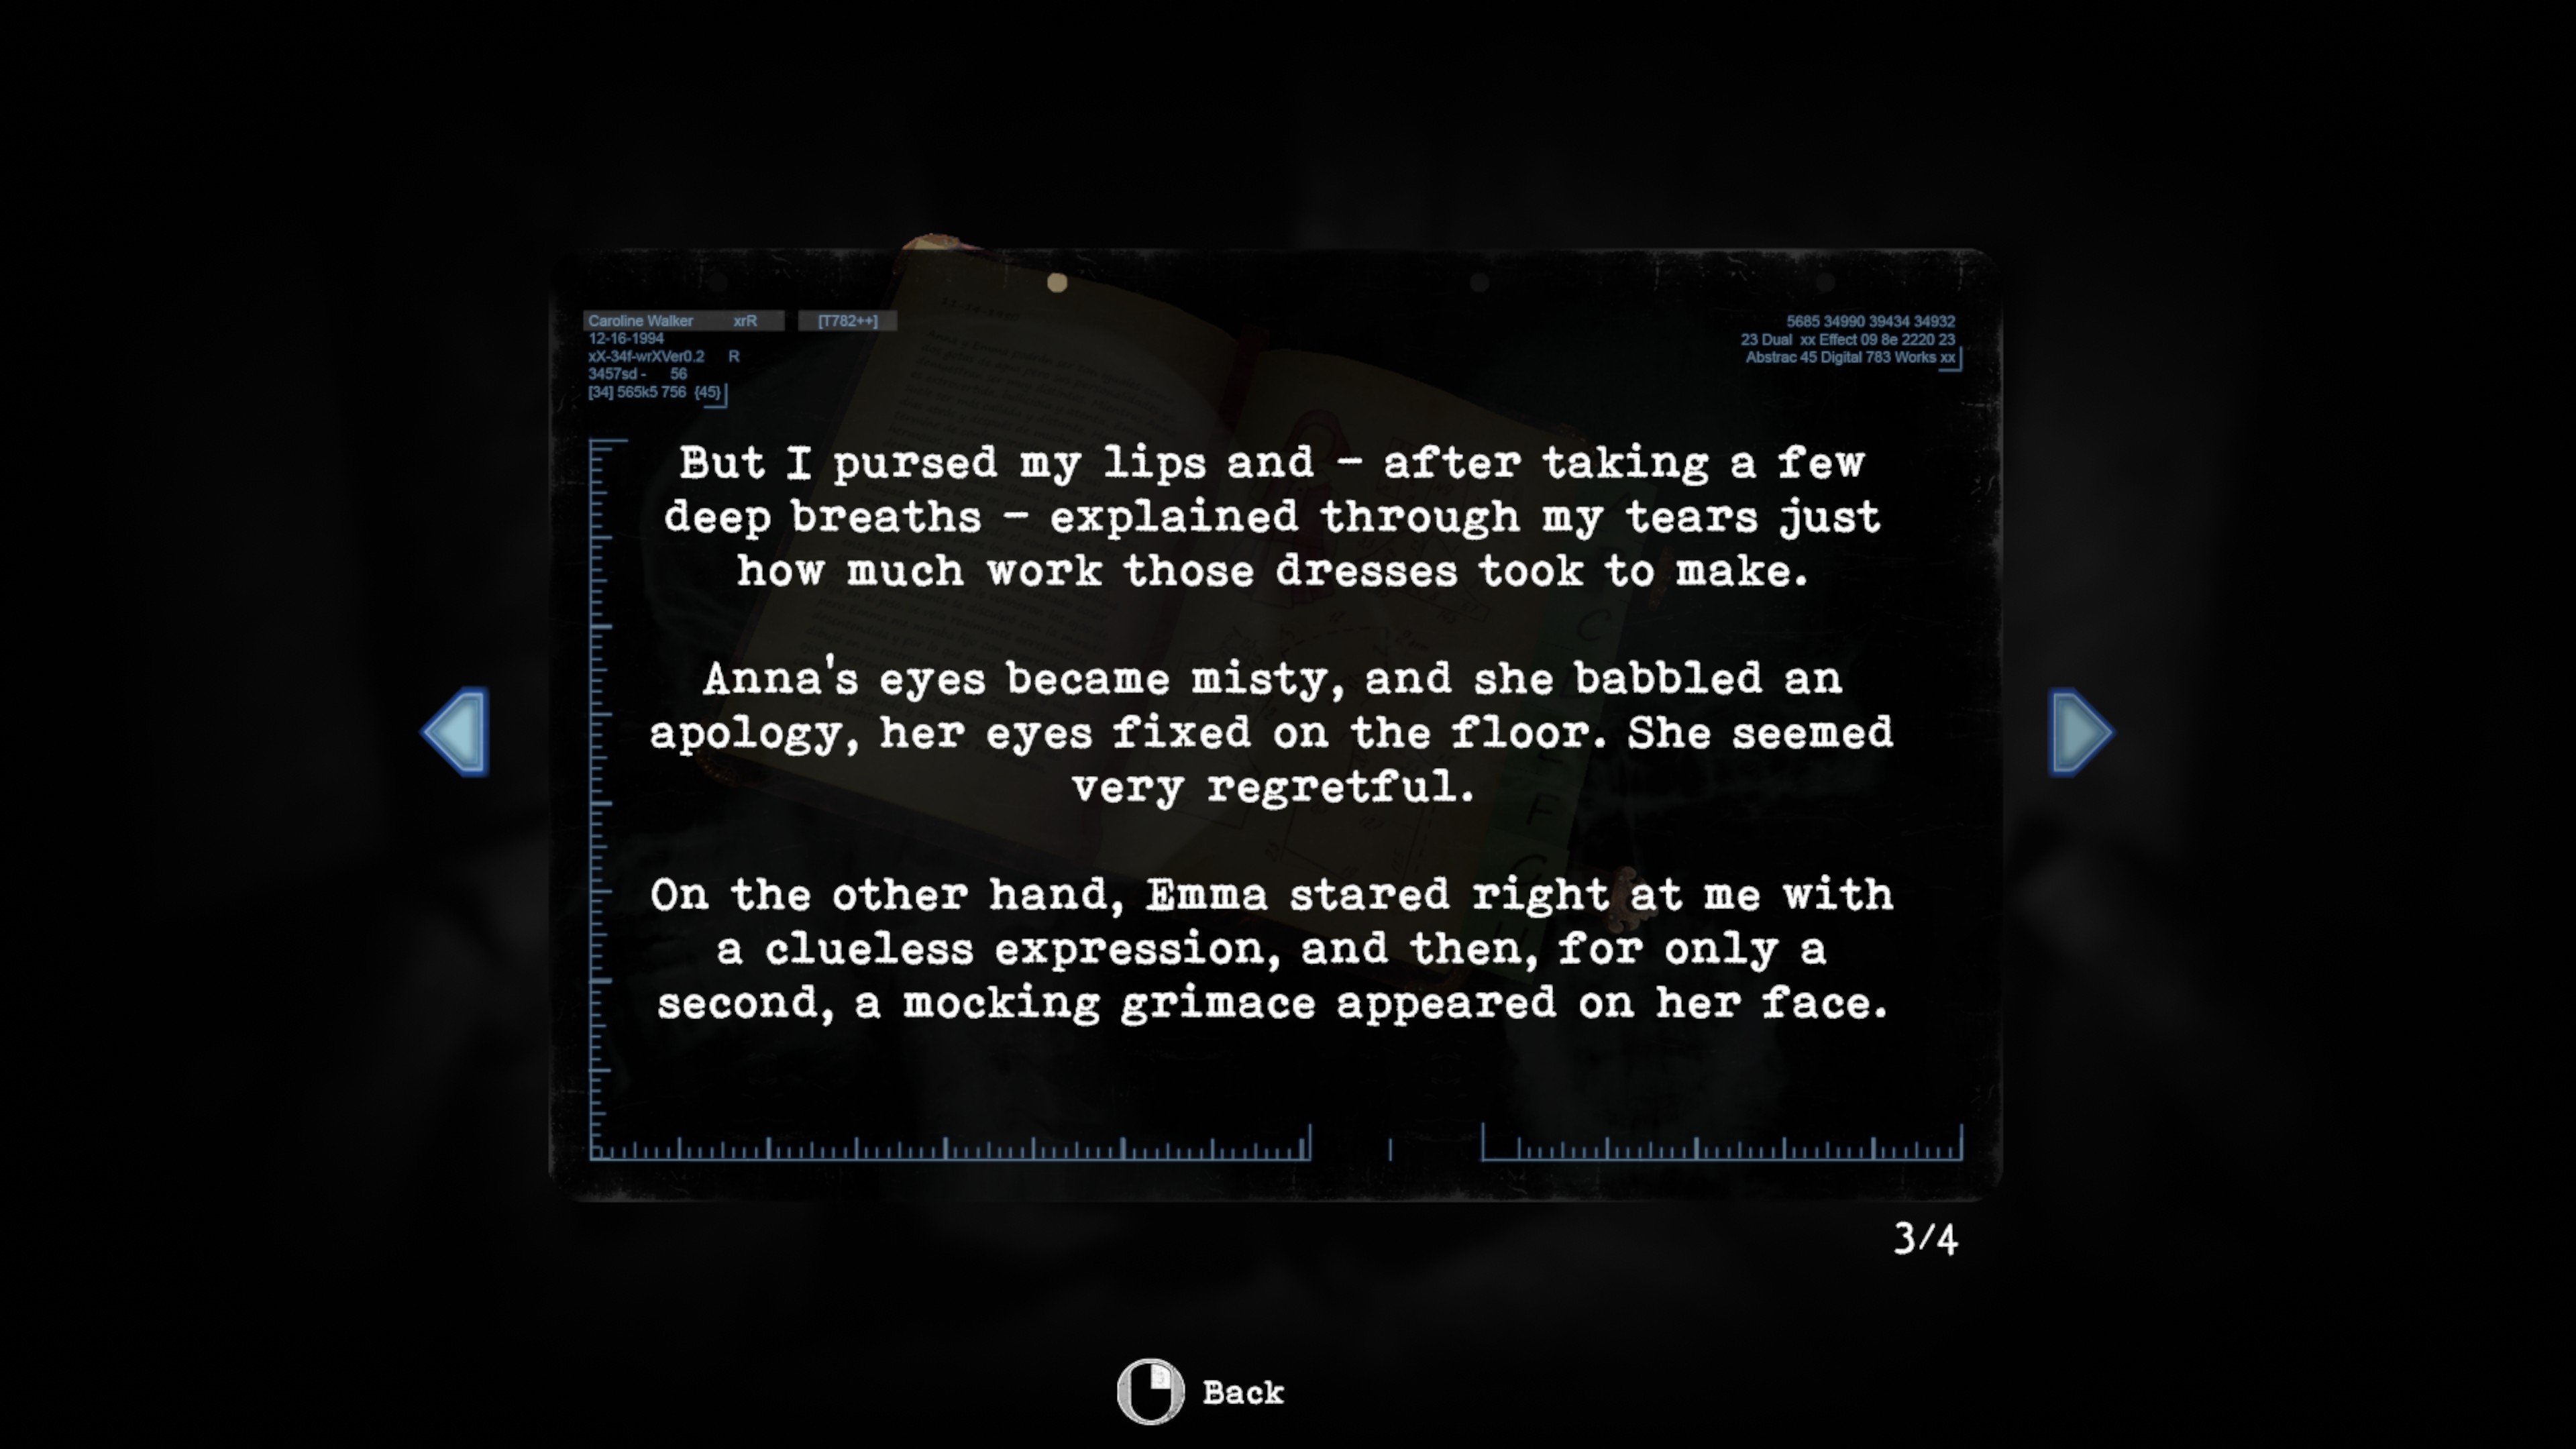 Caroline Walker xrR [T782++]
12-16-1994
xX-34f-wrXVer0.2 R
3457sd - 56
[34] 565k5 756 {45}
5685 34990 39434 34932
23 Dual xx Effect 09 8e 2220 23
Abstrac 45 Digital 783 Works xx
But I pursed my lips and – after taking a few
deep breaths – explained through my tears just
how much work those dresses took to make.
Anna's eyes became misty, and she babbled an
apology, her eyes fixed on the floor. She seemed
very regretful.
On the other hand, Emma stared right at me with
a clueless expression, and then, for only a
second, a mocking grimace appeared on her face.
3/4
Back